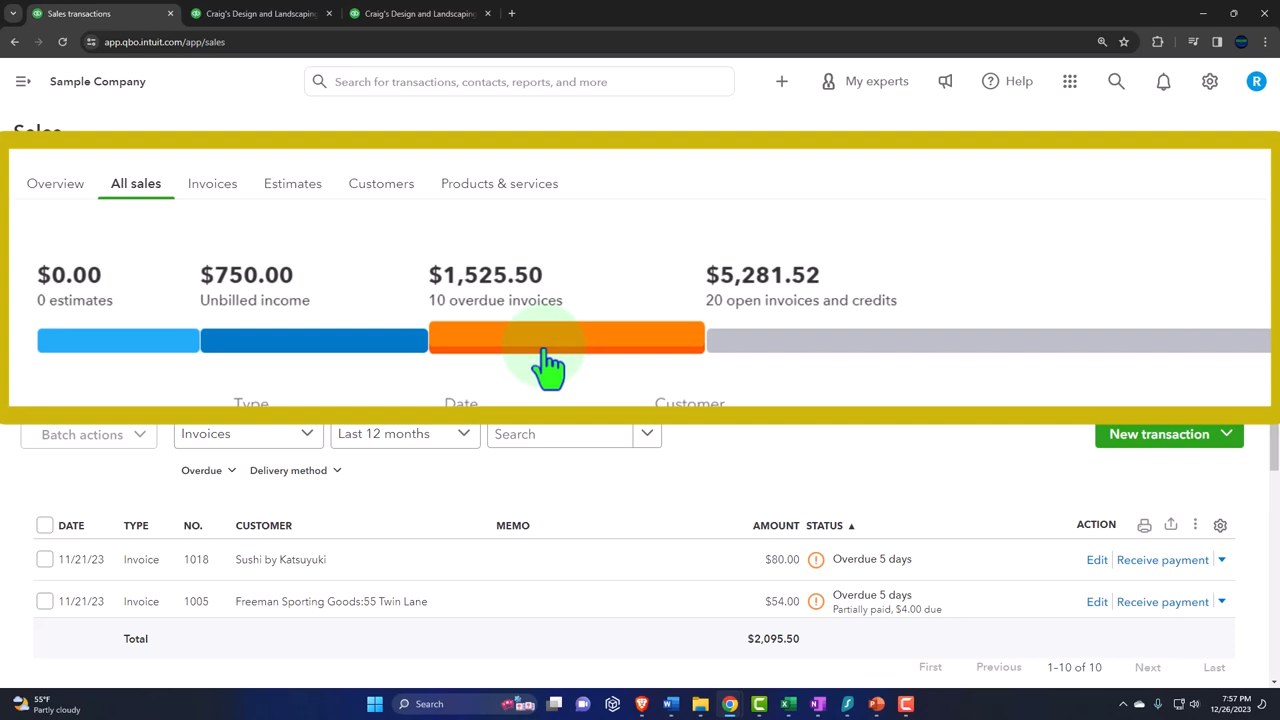 Sales transactions
Craig's Design and Landscaping
Craig's Design and Landscaping
app.qbo.intuit.com/app/sales
Sample Company
Search for transactions, contacts, reports, and more
My experts
Help
R
Sales
Overview
All sales
Invoices
Estimates
Customers
Products & services
$0.00
$750.00
$1,525.50
$5,281.52
0 estimates
Unbilled income
10 overdue invoices
20 open invoices and credits
Type
Date
Customer
Batch actions
Invoices
Last 12 months
Search
New transaction
Overdue
Delivery method
DATE TYPE NO. CUSTOMER MEMO AMOUNT STATUS ▲ ACTION
11/21/23 Invoice 1018 Sushi by Katsuyuki $80.00 Overdue 5 days Edit Receive payment
11/21/23 Invoice 1005 Freeman Sporting Goods:55 Twin Lane $54.00 Overdue 5 days Edit Receive payment
Partially paid, $4.00 due
Total $2,095.50
First Previous 1-10 of 10 Next Last
55°F
Partly cloudy
Search
7:57 PM
12/26/2023